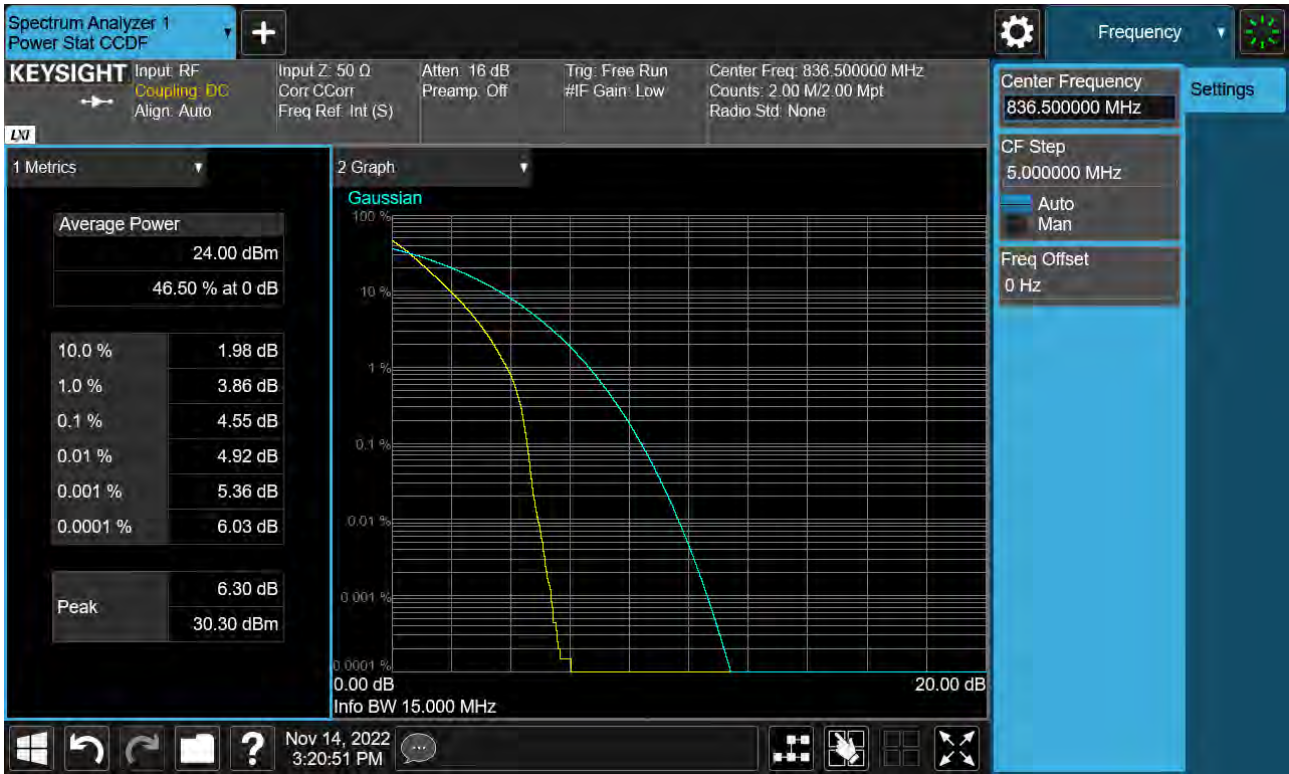 Spectrum Analyzer 1
Power Stat CCDF
Frequency
KEYSIGHT
Input: RF
Coupling: DC
Align: Auto
Input Z: 50 Ω
Corr CCorr
Freq Ref: Int (S)
Atten: 16 dB
Preamp: Off
Trig: Free Run
#IF Gain: Low
Center Freq: 836.500000 MHz
Counts: 2.00 M/2.00 Mpt
Radio Std: None
LXI
Center Frequency
836.500000 MHz
Settings
CF Step
5.000000 MHz
Auto
Man
Freq Offset
0 Hz
1 Metrics
Average Power
24.00 dBm
46.50 % at 0 dB
10.0 % 1.98 dB
1.0 % 3.86 dB
0.1 % 4.55 dB
0.01 % 4.92 dB
0.001 % 5.36 dB
0.0001 % 6.03 dB
Peak
6.30 dB
30.30 dBm
2 Graph
Gaussian
100 %
10 %
1 %
0.1 %
0.01 %
0.001 %
0.0001 %
0.00 dB
20.00 dB
Info BW 15.000 MHz
Nov 14, 2022
3:20:51 PM